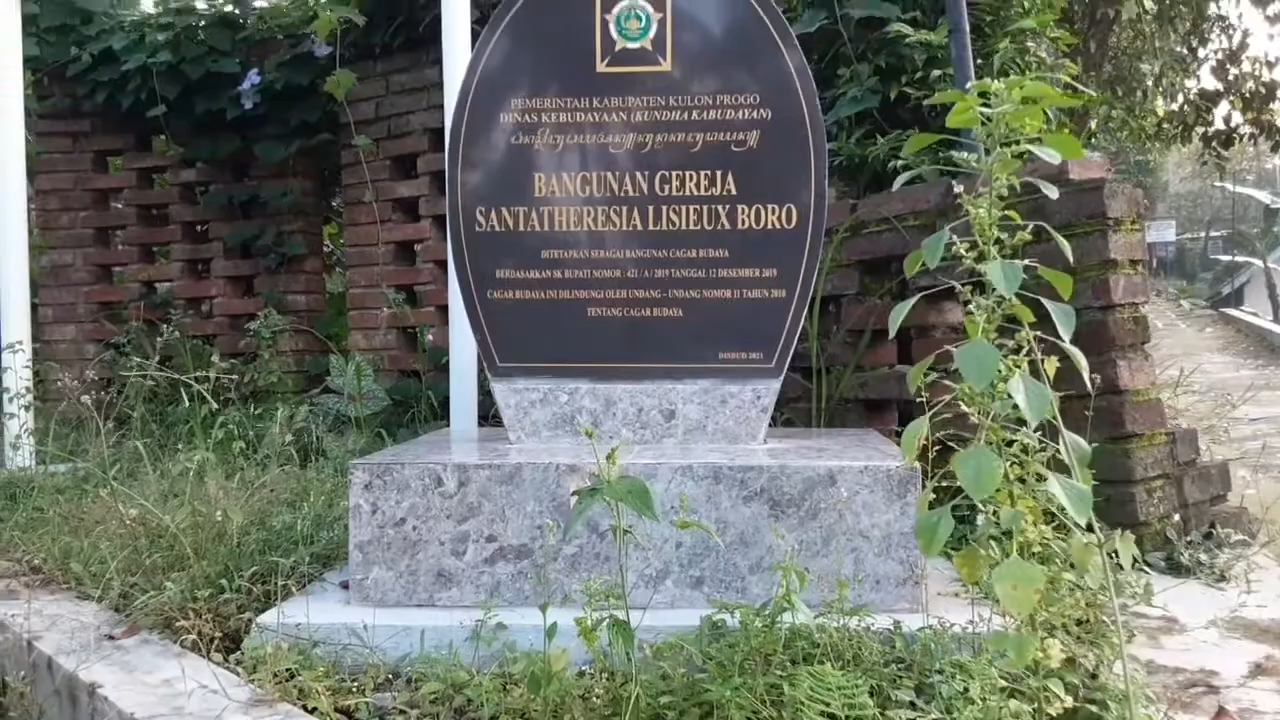 PEMERINTAH KABUPATEN KULON PROGO
DINAS KEBUDAYAAN (KUNDHA KABUDAYAN)
BANGUNAN GEREJA
SANTATHERESIA LISIEUX BORO
DITETAPKAN SEBAGAI BANGUNAN CAGAR BUDAYA
BERDASARKAN SK BUPATI NOMOR : 421 / A / 2019 TANGGAL 12 DESEMBER 2019
CAGAR BUDAYA INI DILINDUNGI OLEH UNDANG – UNDANG NOMOR 11 TAHUN 2010
TENTANG CAGAR BUDAYA
DISBUD 2021